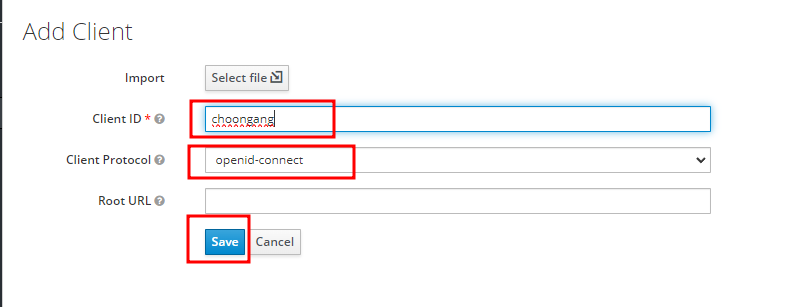 Add Client
Import Select file
Client ID * choongang
Client Protocol openid-connect
Root URL
Save Cancel